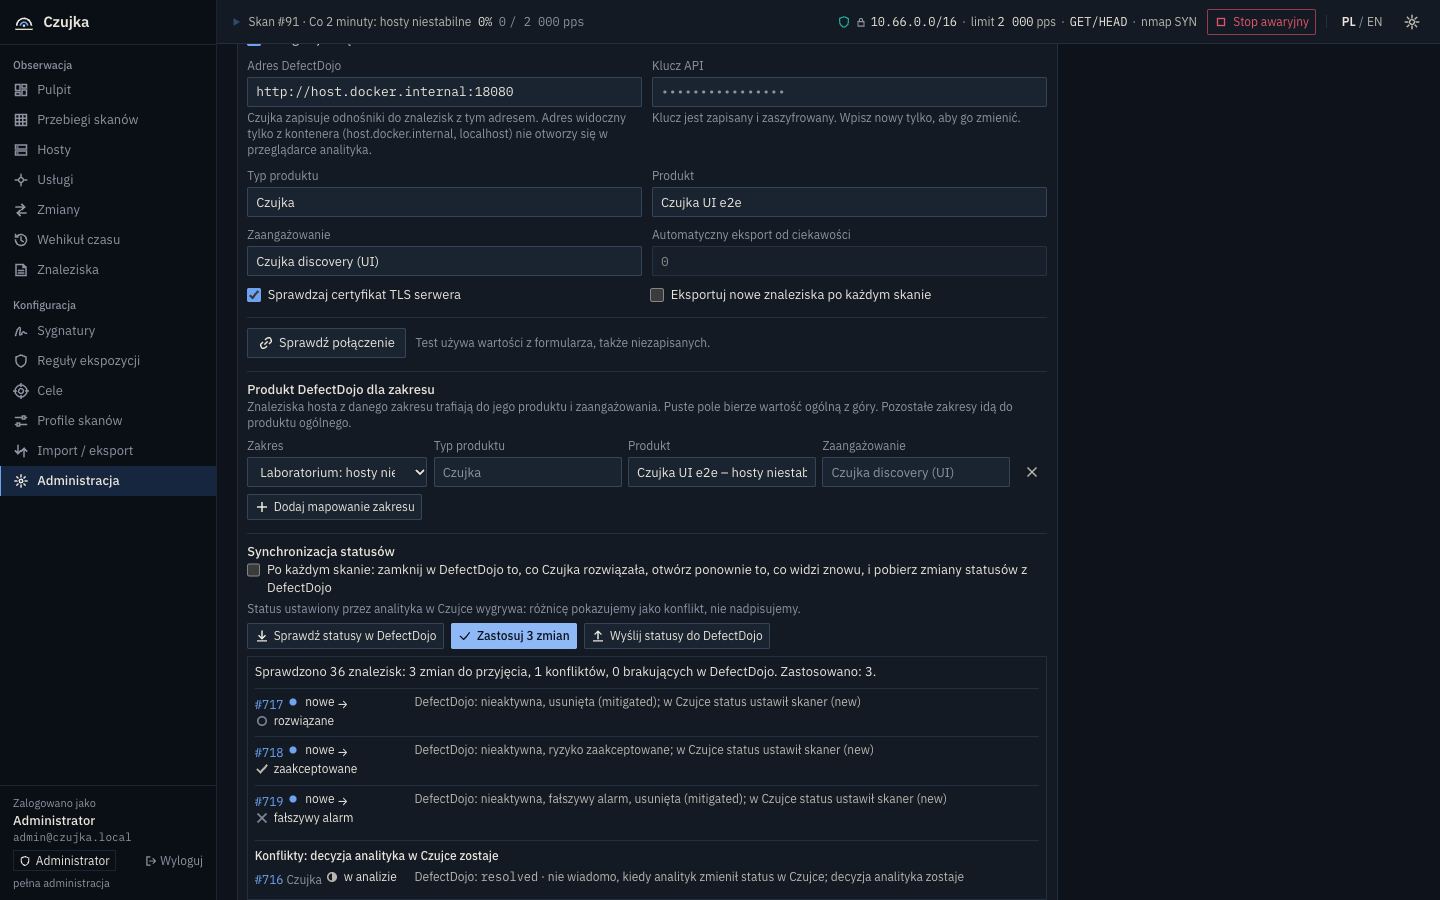 Czujka
Skan #91 · Co 2 minuty: hosty niestabilne 0% 0 / 2 000 pps
10.66.0.0/16 · limit 2 000 pps · GET/HEAD · nmap SYN
Stop awaryjny
PL / EN
Obserwacja
Pulpit
Przebiegi skanów
Hosty
Usługi
Zmiany
Wehikuł czasu
Znaleziska
Konfiguracja
Sygnatury
Reguły ekspozycji
Cele
Profile skanów
Import / eksport
Administracja
Zalogowano jako
Administrator
admin@czujka.local
Administrator
Wyloguj
pełna administracja
Adres DefectDojo
Klucz API
http://host.docker.internal:18080
••••••••••••••••
Czujka zapisuje odnośniki do znalezisk z tym adresem. Adres widoczny
tylko z kontenera (host.docker.internal, localhost) nie otworzy się w
przeglądarce analityka.
Klucz jest zapisany i zaszyfrowany. Wpisz nowy tylko, aby go zmienić.
Typ produktu
Produkt
Czujka
Czujka UI e2e
Zaangażowanie
Automatyczny eksport od ciekawości
Czujka discovery (UI)
0
Sprawdzaj certyfikat TLS serwera
Eksportuj nowe znaleziska po każdym skanie
Sprawdź połączenie
Test używa wartości z formularza, także niezapisanych.
Produkt DefectDojo dla zakresu
Znaleziska hosta z danego zakresu trafiają do jego produktu i zaangażowania. Puste pole bierze wartość ogólną z góry. Pozostałe zakresy idą do
produktu ogólnego.
Zakres
Typ produktu
Produkt
Zaangażowanie
Laboratorium: hosty nie
Czujka
Czujka UI e2e – hosty niestab
Czujka discovery (UI)
Dodaj mapowanie zakresu
Synchronizacja statusów
Po każdym skanie: zamknij w DefectDojo to, co Czujka rozwiązała, otwórz ponownie to, co widzi znowu, i pobierz zmiany statusów z
DefectDojo
Status ustawiony przez analityka w Czujce wygrywa: różnicę pokazujemy jako konflikt, nie nadpisujemy.
Sprawdź statusy w DefectDojo
Zastosuj 3 zmian
Wyślij statusy do DefectDojo
Sprawdzono 36 znalezisk: 3 zmian do przyjęcia, 1 konfliktów, 0 brakujących w DefectDojo. Zastosowano: 3.
#717 nowe →
rozwiązane
DefectDojo: nieaktywna, usunięta (mitigated); w Czujce status ustawił skaner (new)
#718 nowe →
zaakceptowane
DefectDojo: nieaktywna, ryzyko zaakceptowane; w Czujce status ustawił skaner (new)
#719 nowe →
fałszywy alarm
DefectDojo: nieaktywna, fałszywy alarm, usunięta (mitigated); w Czujce status ustawił skaner (new)
Konflikty: decyzja analityka w Czujce zostaje
#716 Czujka w analizie
DefectDojo: resolved · nie wiadomo, kiedy analityk zmienił status w Czujce; decyzja analityka zostaje